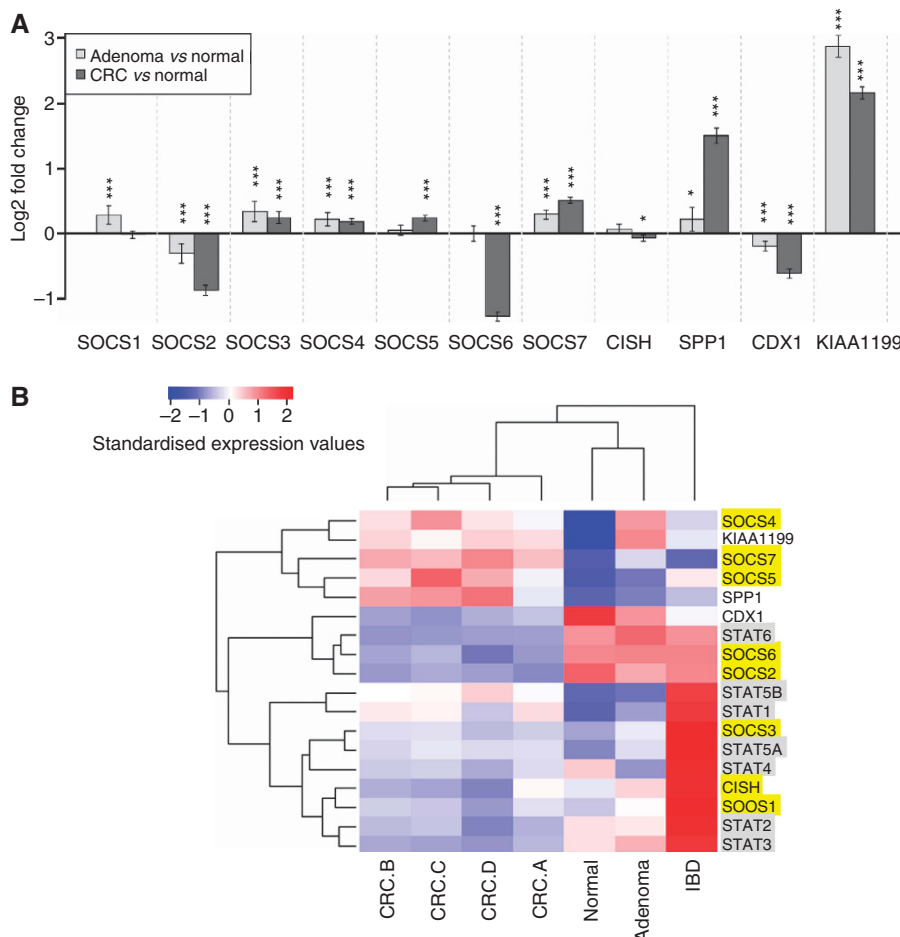 A
3
2
1
0
−1
Log2 fold change
Adenoma vs normal
CRC vs normal
***
***
***
***
***
***
***
***
***
***
***
*
*
***
***
***
***
***
SOCS1 SOCS2 SOCS3 SOCS4 SOCS5 SOCS6 SOCS7 CISH SPP1 CDX1 KIAA1199
B
−2 −1 0 1 2
Standardised expression values
SOCS4
KIAA1199
SOCS7
SOCS5
SPP1
CDX1
STAT6
SOCS6
SOCS2
STAT5B
STAT1
SOCS3
STAT5A
STAT4
CISH
SOOS1
STAT2
STAT3
CRC.B CRC.C CRC.D CRC.A Normal Adenoma IBD